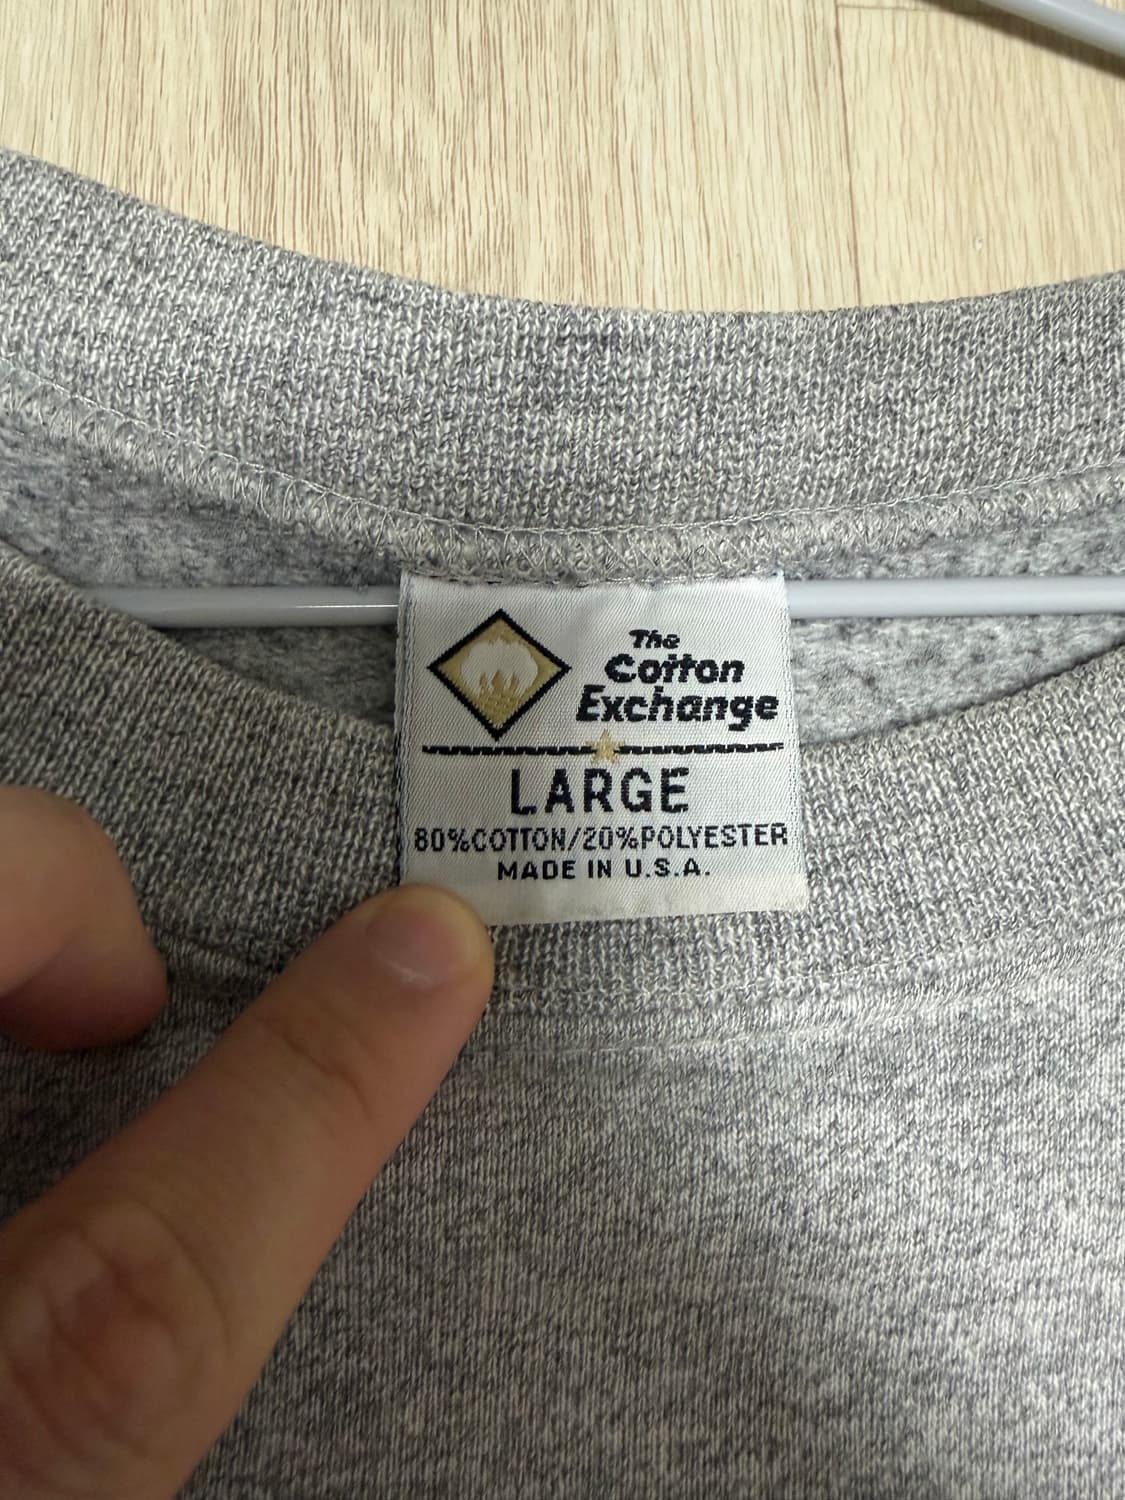 The
Cotton
Exchange
LARGE
80%COTTON/20%POLYESTER
MADE IN U.S.A.